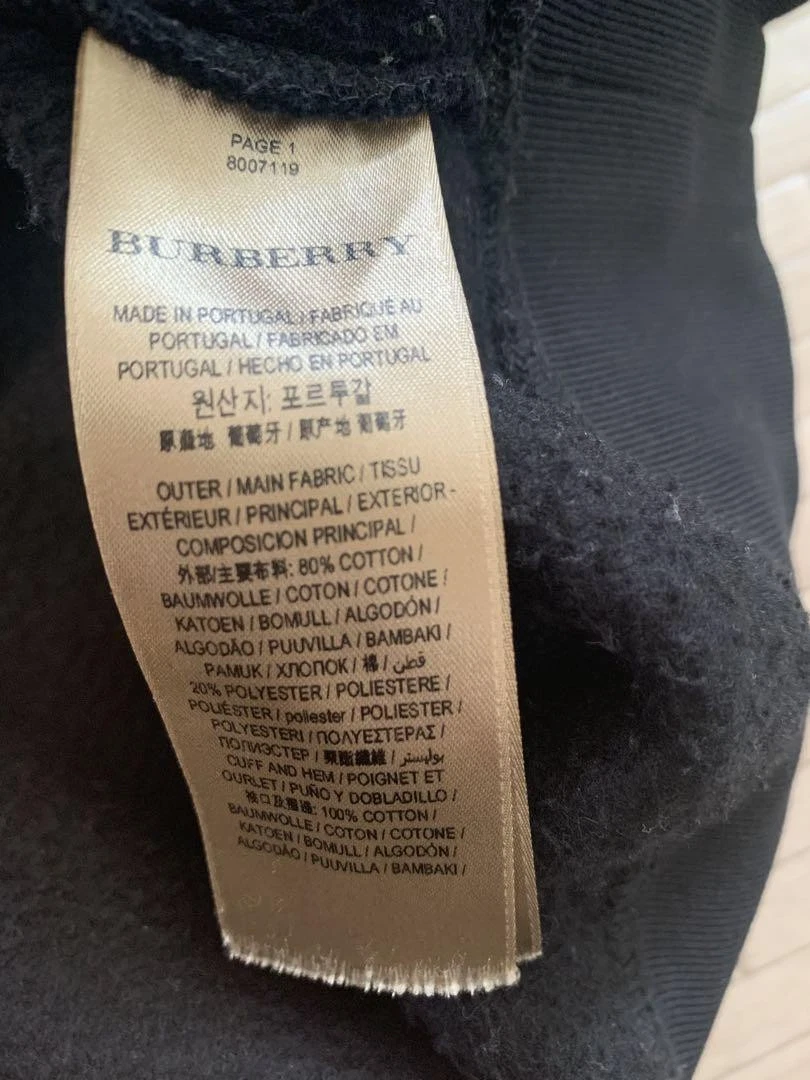 PAGE 1
8007119
BURBERRY
MADE IN PORTUGAL / FABRIQUÉ AU
PORTUGAL / FABRICADO EM
PORTUGAL / HECHO EN PORTUGAL
원산지: 포르투갈
原產地 葡萄牙 / 原产地 葡萄牙
OUTER / MAIN FABRIC / TISSU
EXTÉRIEUR / PRINCIPAL / EXTERIOR-
COMPOSICION PRINCIPAL /
外部/主要布料: 80% COTTON /
BAUMWOLLE / COTON / COTONE /
KATOEN / BOMULL / ALGODÓN /
ALGODÃO / PUUVILLA / BAMBAKI /
PAMUK / ХЛОПОК / 棉 / قطن /
20% POLYESTER / POLIESTERE /
POLIÉSTER / poliester / POLIESTER /
POLYESTERI / ΠΟΛΥΕΣΤΕΡΑΣ /
ПОЛИЭСТЕР / 聚酯纖維 / بوليستر /
CUFF AND HEM / POIGNET ET
OURLET / PUÑO Y DOBLADILLO /
袖口及摺邊: 100% COTTON /
BAUMWOLLE / COTON / COTONE /
KATOEN / BOMULL / ALGODÓN /
ALGODÃO / PUUVILLA / BAMBAKI /